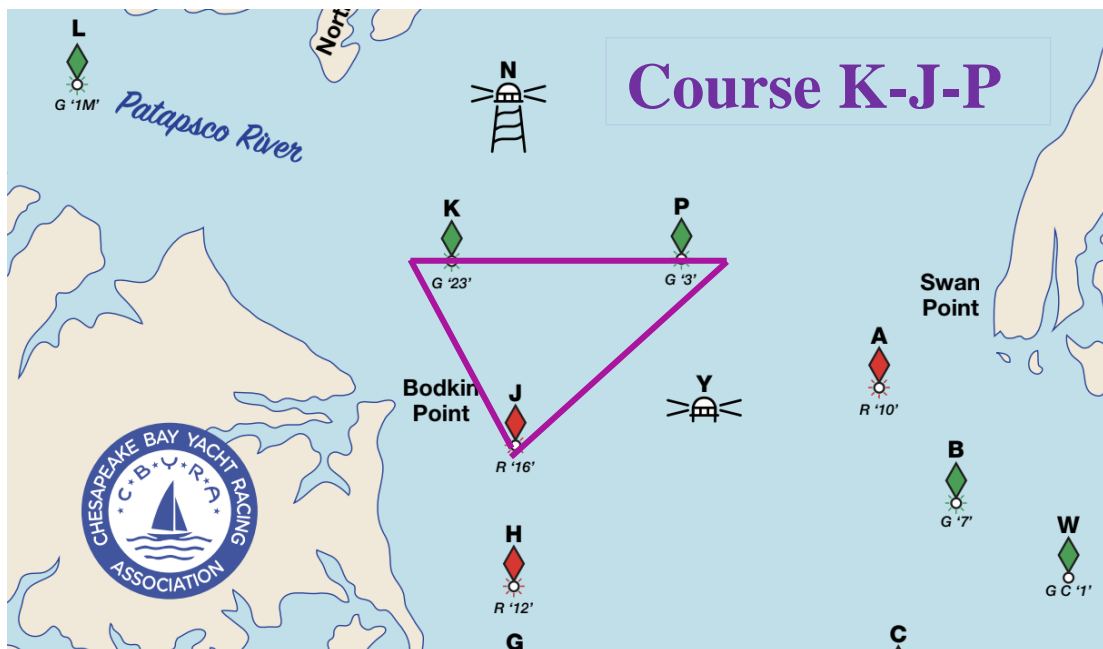 L
G '1M'
Patapsco River
Nort
N
Course K-J-P
K
G '23'
P
G '3'
Swan
Point
A
R '10'
Bodkin
Point
J
R '16'
Y
B
G '7'
CHESAPEAKE BAY YACHT RACING
C★B★Y★R★A
ASSOCIATION
H
R '12'
W
G C '1'
G
C